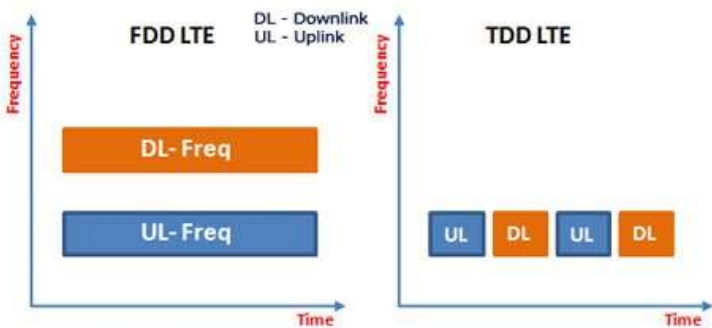 FDD LTE
DL - Downlink
UL - Uplink
TDD LTE
Frequency
DL- Freq
UL- Freq
Time
Frequency
UL DL UL DL
Time